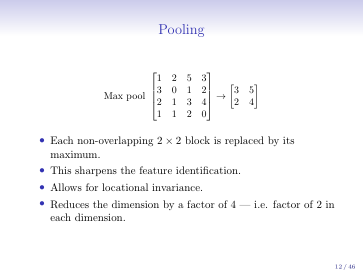 Pooling
Max pool
[1 2 5 3
3 0 1 2
2 1 3 4
1 1 2 0] → [3 5
2 4]
• Each non-overlapping 2 × 2 block is replaced by its
maximum.
• This sharpens the feature identification.
• Allows for locational invariance.
• Reduces the dimension by a factor of 4 — i.e. factor of 2 in
each dimension.
12 / 46